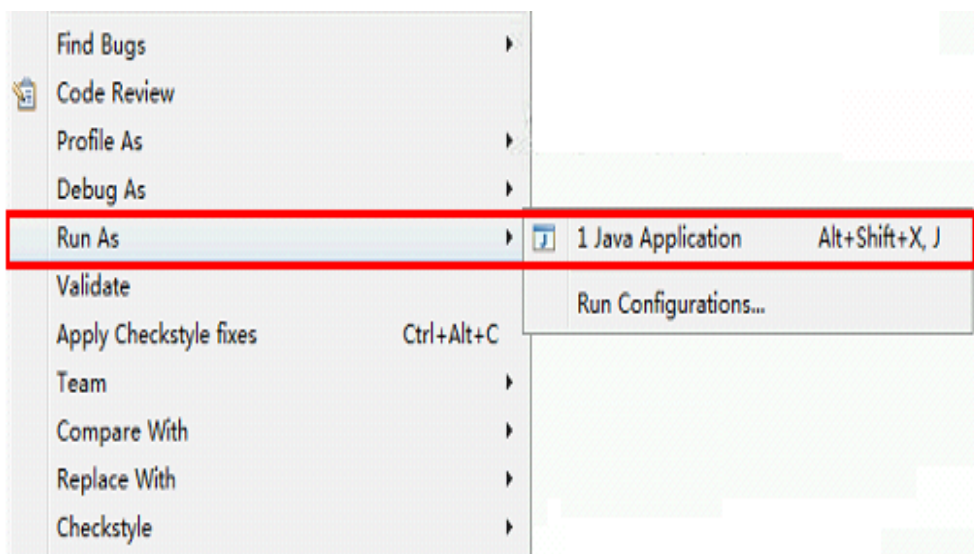 Find Bugs
Code Review
Profile As
Debug As
Run As
1 Java Application Alt+Shift+X, J
Run Configurations...
Validate
Apply Checkstyle fixes Ctrl+Alt+C
Team
Compare With
Replace With
Checkstyle